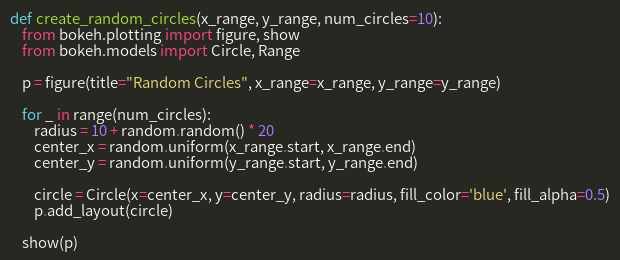 def create_random_circles(x_range, y_range, num_circles=10):
from bokeh.plotting import figure, show
from bokeh.models import Circle, Range
p = figure(title="Random Circles", x_range=x_range, y_range=y_range)
for _ in range(num_circles):
radius = 10 + random.random() * 20
center_x = random.uniform(x_range.start, x_range.end)
center_y = random.uniform(y_range.start, y_range.end)
circle = Circle(x=center_x, y=center_y, radius=radius, fill_color='blue', fill_alpha=0.5)
p.add_layout(circle)
show(p)